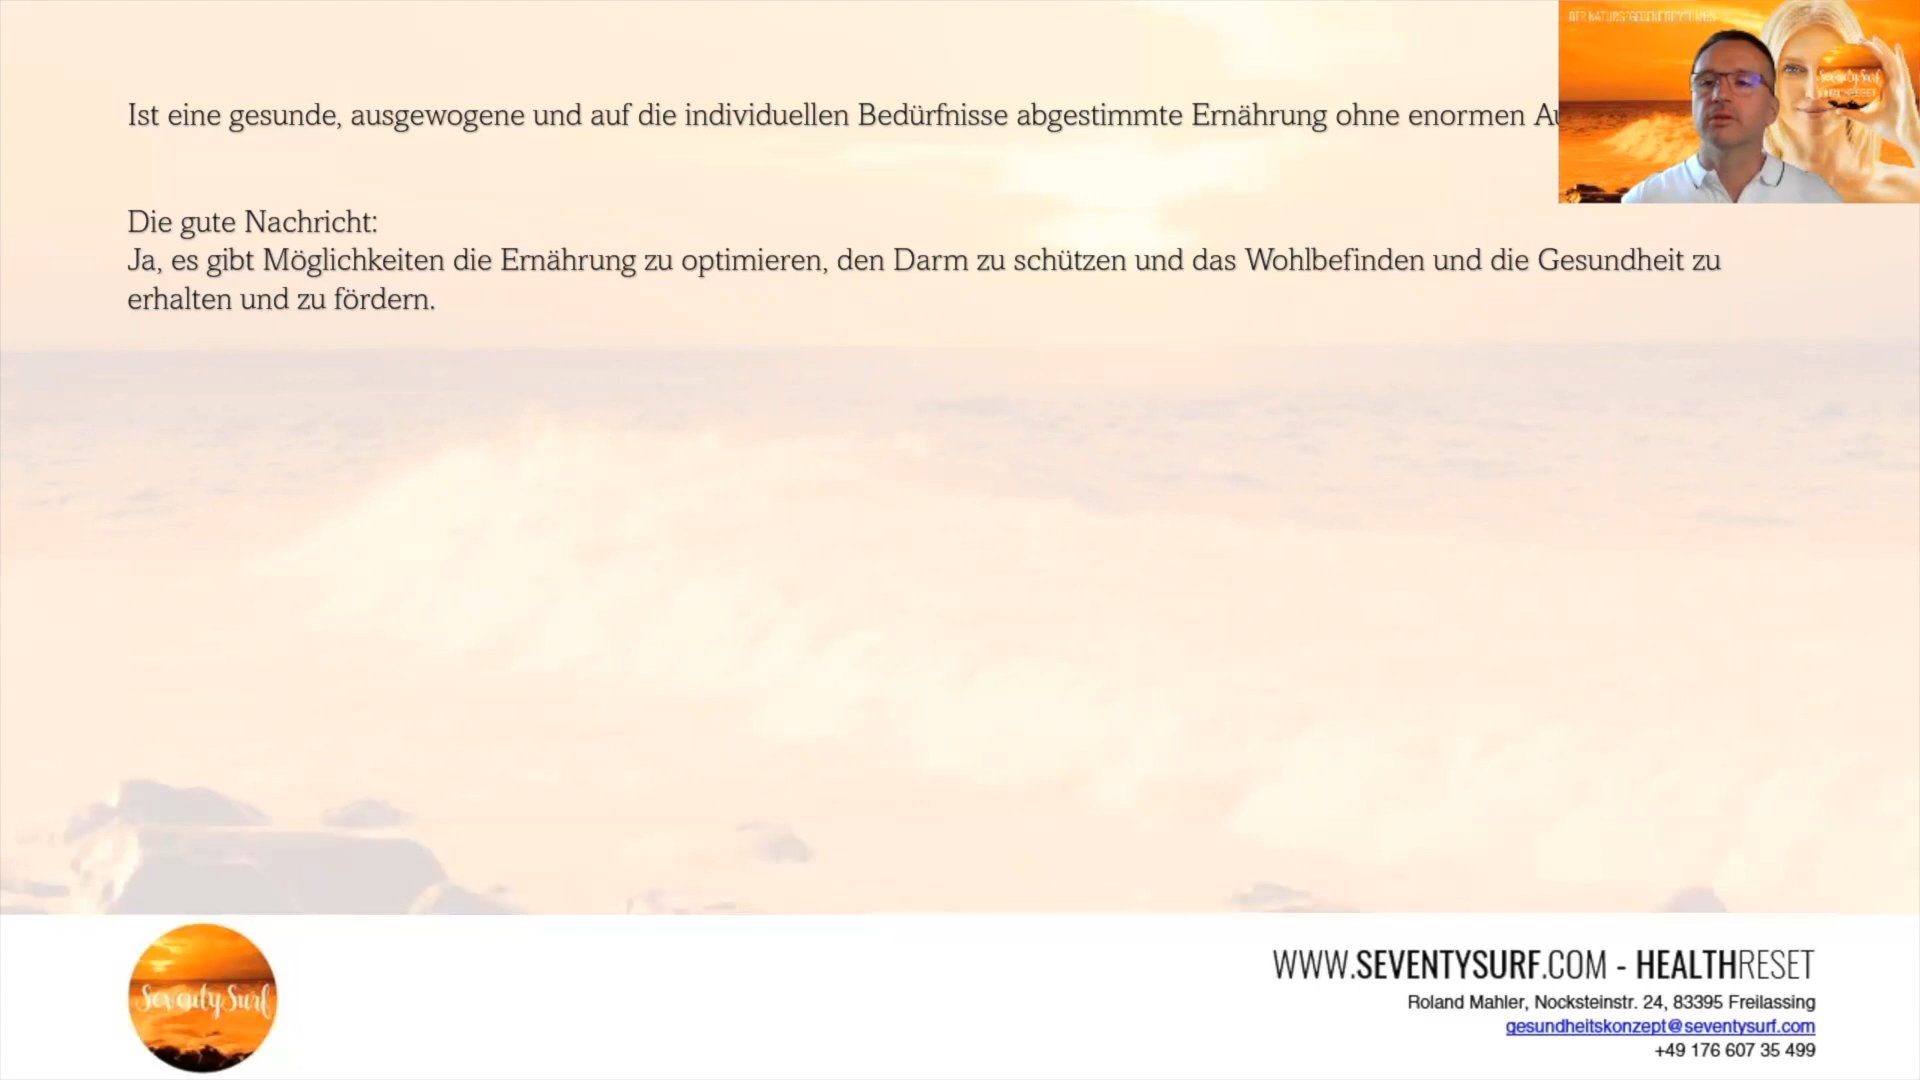 Ist eine gesunde, ausgewogene und auf die individuellen Bedürfnisse abgestimmte Ernährung ohne enormen
Die gute Nachricht:
Ja, es gibt Möglichkeiten die Ernährung zu optimieren, den Darm zu schützen und das Wohlbefinden und die Gesundheit zu
erhalten und zu fördern.
SeventySurf
SeventySurf
WWW.SEVENTYSURF.COM - HEALTHRESET
Roland Mahler, Nocksteinstr. 24, 83395 Freilassing
gesundheitskonzept@seventysurf.com
+49 176 607 35 499